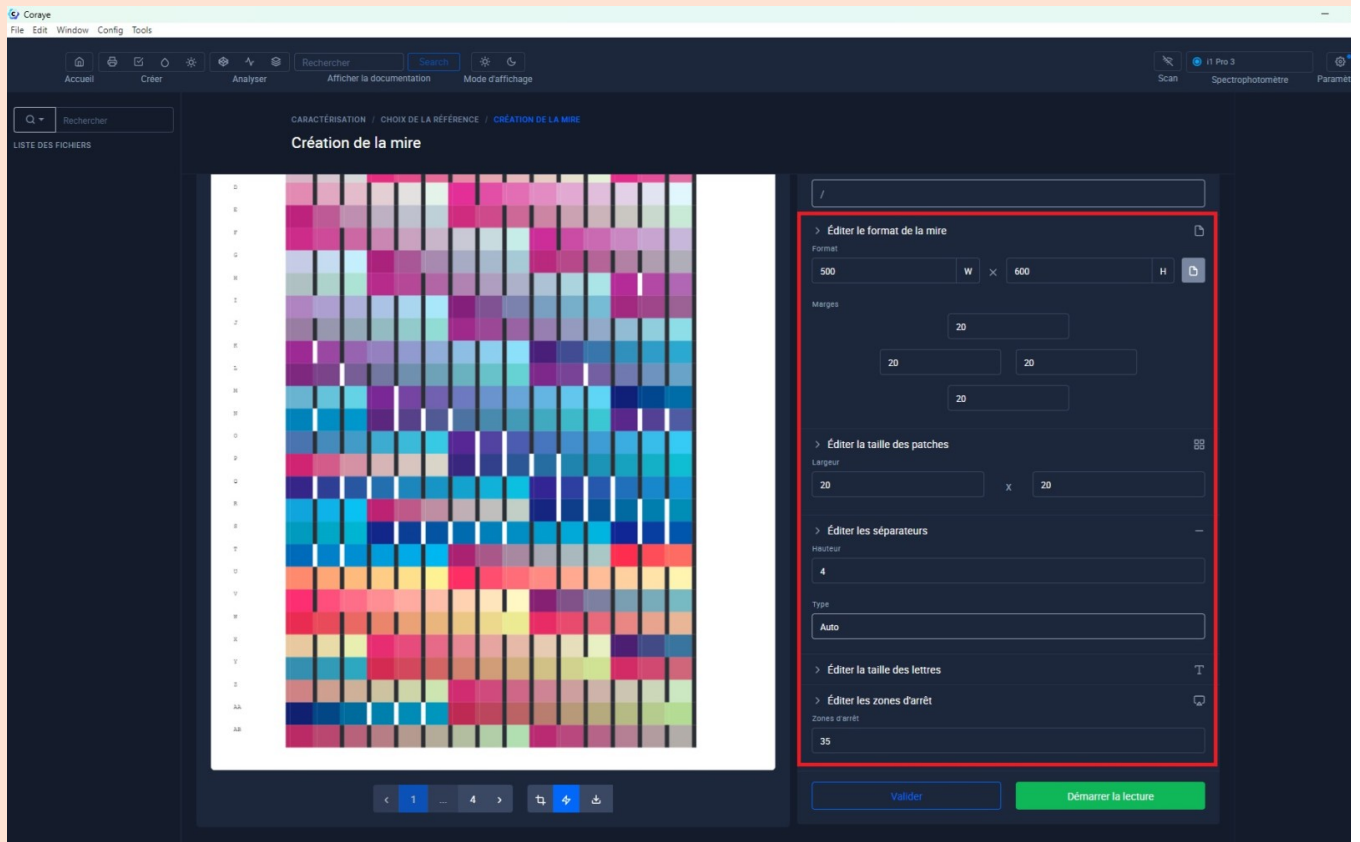 Coraye
File Edit Window Config Tools
Rechercher Search
i1 Pro 3
Accueil Créer Analyser Afficher la documentation Mode d'affichage Scan Spectrophotomètre Paramèt
Rechercher
LISTE DES FICHIERS
CARACTÉRISATION / CHOIX DE LA RÉFÉRENCE / CRÉATION DE LA MIRE
Création de la mire
D
E
F
G
H
I
J
K
L
M
N
O
P
Q
R
S
T
U
V
W
X
Y
Z
AA
AB
< 1 ... 4 >
/
> Éditer le format de la mire
Format
500 W × 600 H
Marges
20
20 20
20
> Éditer la taille des patches
Largeur
20 x 20
> Éditer les séparateurs
Hauteur
4
Type
Auto
> Éditer la taille des lettres T
> Éditer les zones d'arrêt
Zones d'arrêt
35
Valider Démarrer la lecture